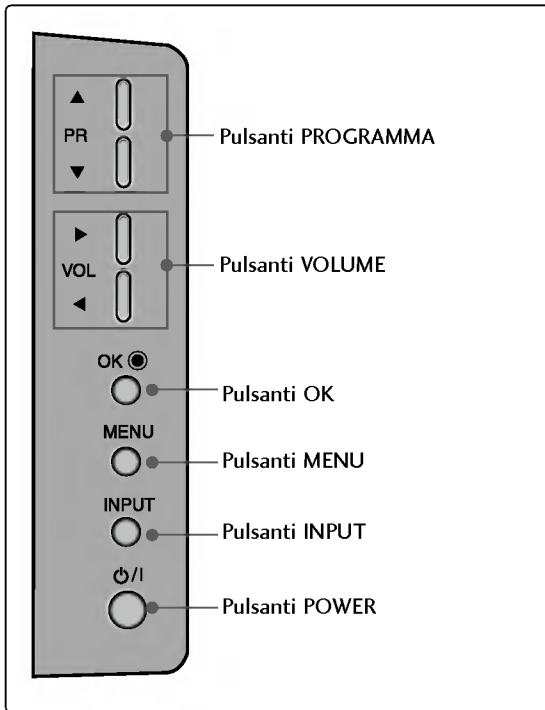 ▲
PR
▼
Pulsanti PROGRAMMA
▶
VOL
◀
Pulsanti VOLUME
OK ◉
Pulsanti OK
MENU
Pulsanti MENU
INPUT
Pulsanti INPUT
⏻/I
Pulsanti POWER